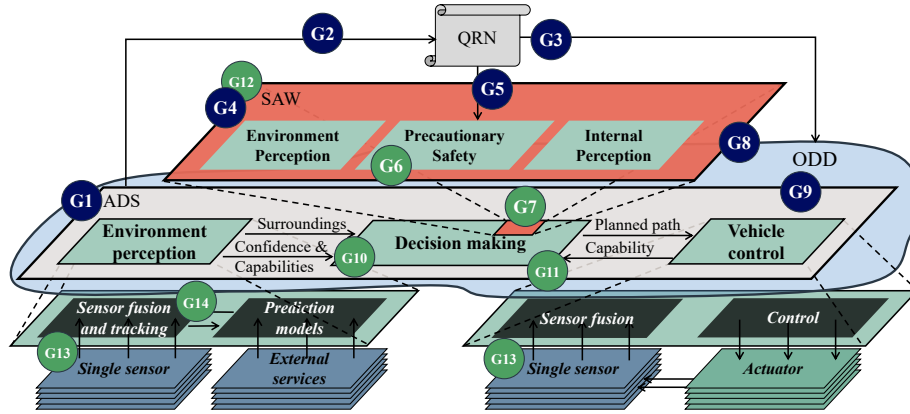 G2
QRN
G3
G12
SAW
G5
G4
Environment
Perception
Precautionary
Safety
Internal
Perception
G8
G6
ODD
G1
ADS
G7
G9
Environment
perception
Surroundings
Confidence &
Capabilities
G10
Decision making
Planned path
Capability
G11
Vehicle
control
Sensor fusion
and tracking
G14
Prediction
models
Sensor fusion
Control
G13
Single sensor
External
services
G13
Single sensor
Actuator